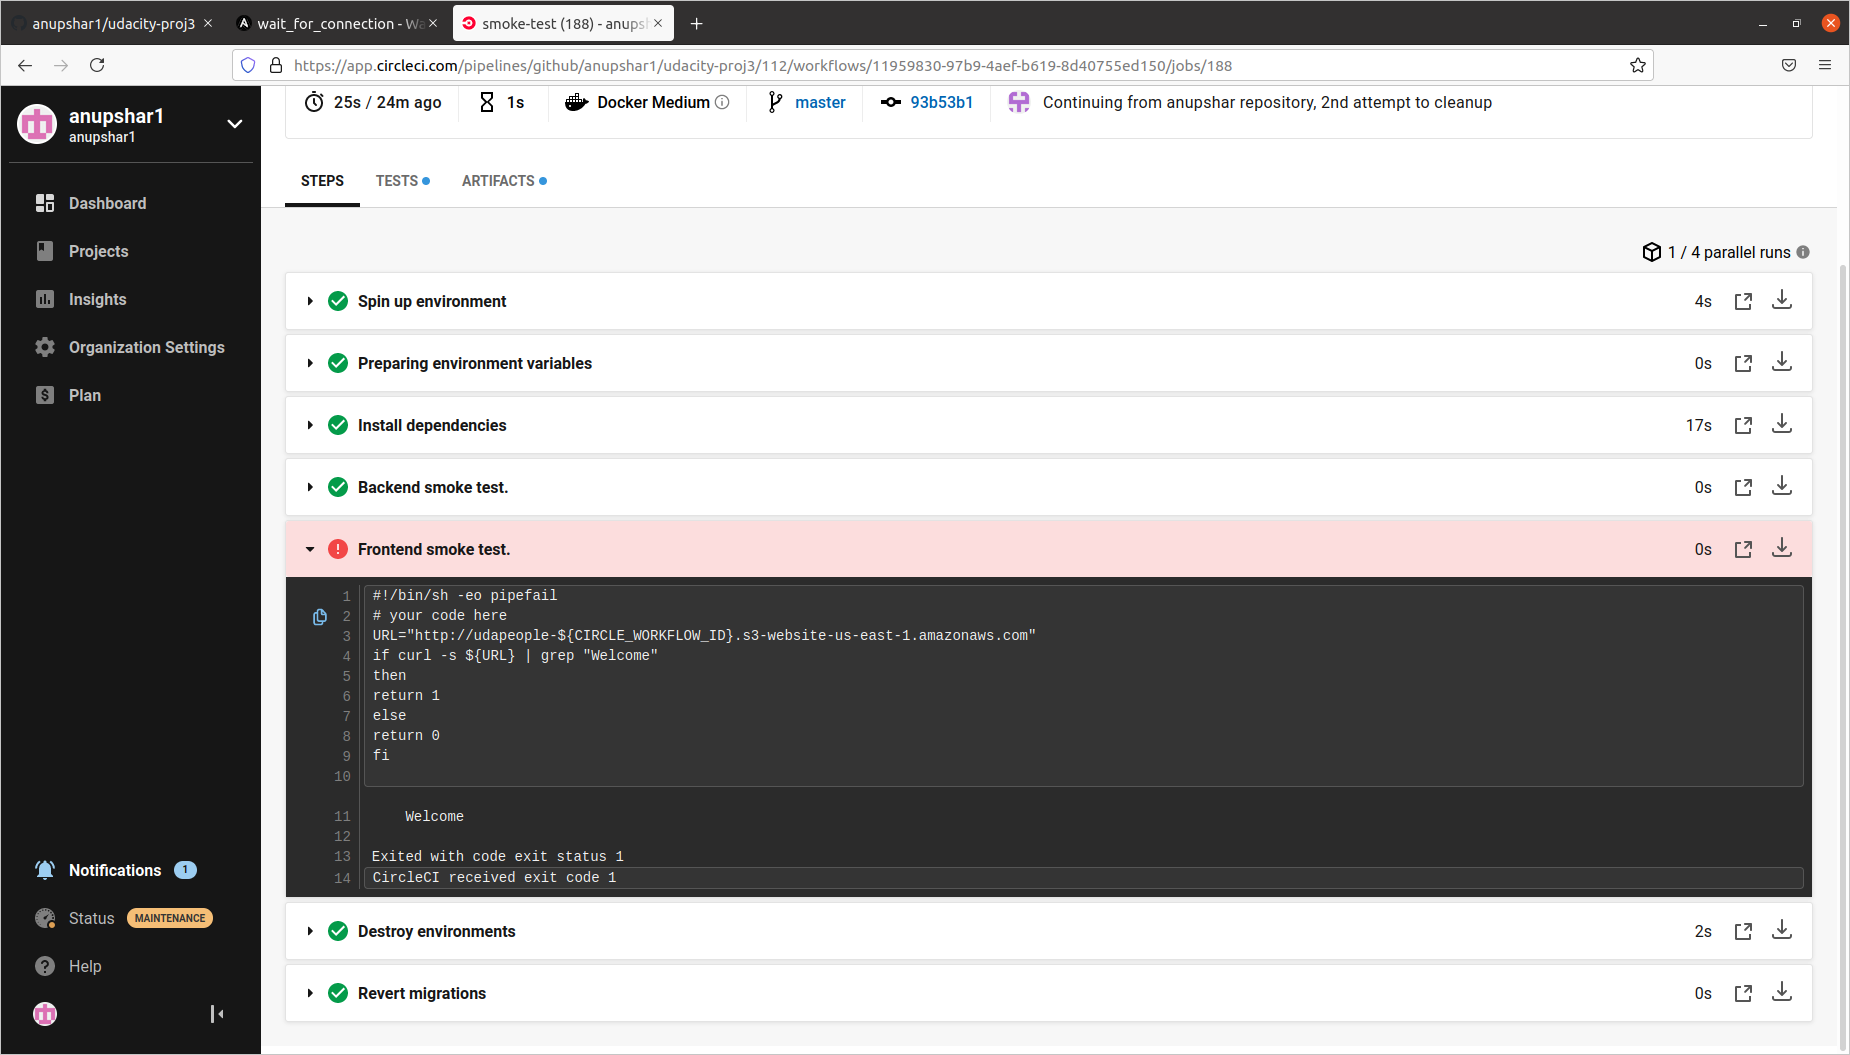 anupshar1/udacity-proj3
wait_for_connection - Wa
smoke-test (188) - anupsh
https://app.circleci.com/pipelines/github/anupshar1/udacity-proj3/112/workflows/11959830-97b9-4aef-b619-8d40755ed150/jobs/188
anupshar1
anupshar1
Dashboard
Projects
Insights
Organization Settings
Plan
Notifications 1
Status MAINTENANCE
Help
25s / 24m ago
1s
Docker Medium
master
93b53b1
Continuing from anupshar repository, 2nd attempt to cleanup
STEPS
TESTS
ARTIFACTS
1 / 4 parallel runs
Spin up environment 4s
Preparing environment variables 0s
Install dependencies 17s
Backend smoke test. 0s
Frontend smoke test. 0s
1 #!/bin/sh -eo pipefail
2 # your code here
3 URL="http://udapeople-${CIRCLE_WORKFLOW_ID}.s3-website-us-east-1.amazonaws.com"
4 if curl -s ${URL} | grep "Welcome"
5 then
6 return 1
7 else
8 return 0
9 fi
10
11 Welcome
12
13 Exited with code exit status 1
14 CircleCI received exit code 1
Destroy environments 2s
Revert migrations 0s